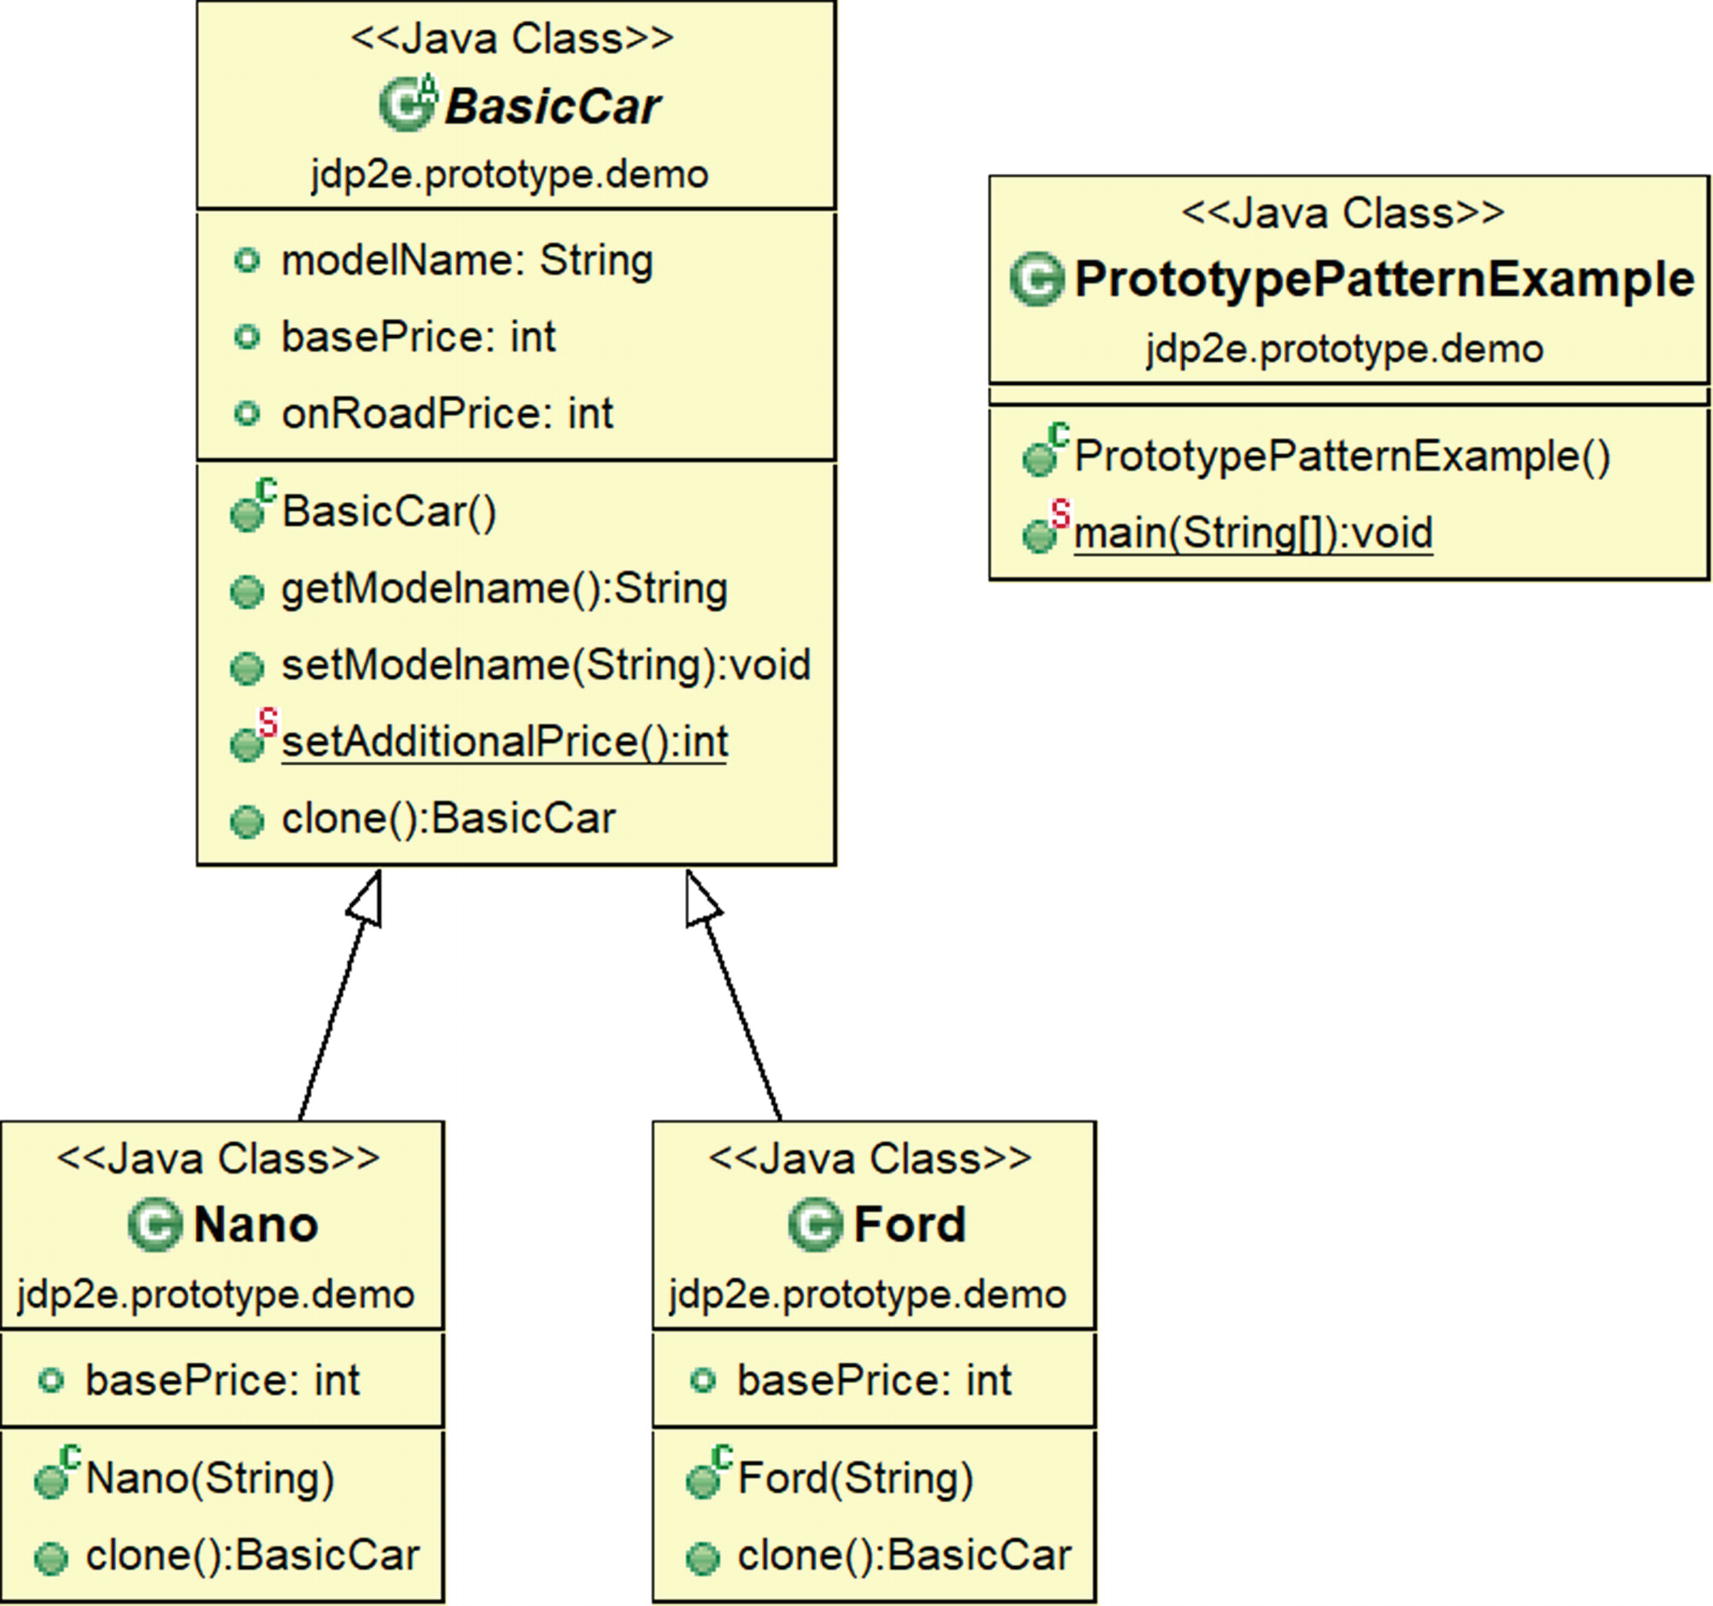 <<Java Class>>
BasicCar
jdp2e.prototype.demo
modelName: String
basePrice: int
onRoadPrice: int
BasicCar()
getModelname():String
setModelname(String):void
setAdditionalPrice():int
clone():BasicCar
<<Java Class>>
PrototypePatternExample
jdp2e.prototype.demo
PrototypePatternExample()
main(String[]):void
<<Java Class>>
Nano
jdp2e.prototype.demo
basePrice: int
Nano(String)
clone():BasicCar
<<Java Class>>
Ford
jdp2e.prototype.demo
basePrice: int
Ford(String)
clone():BasicCar